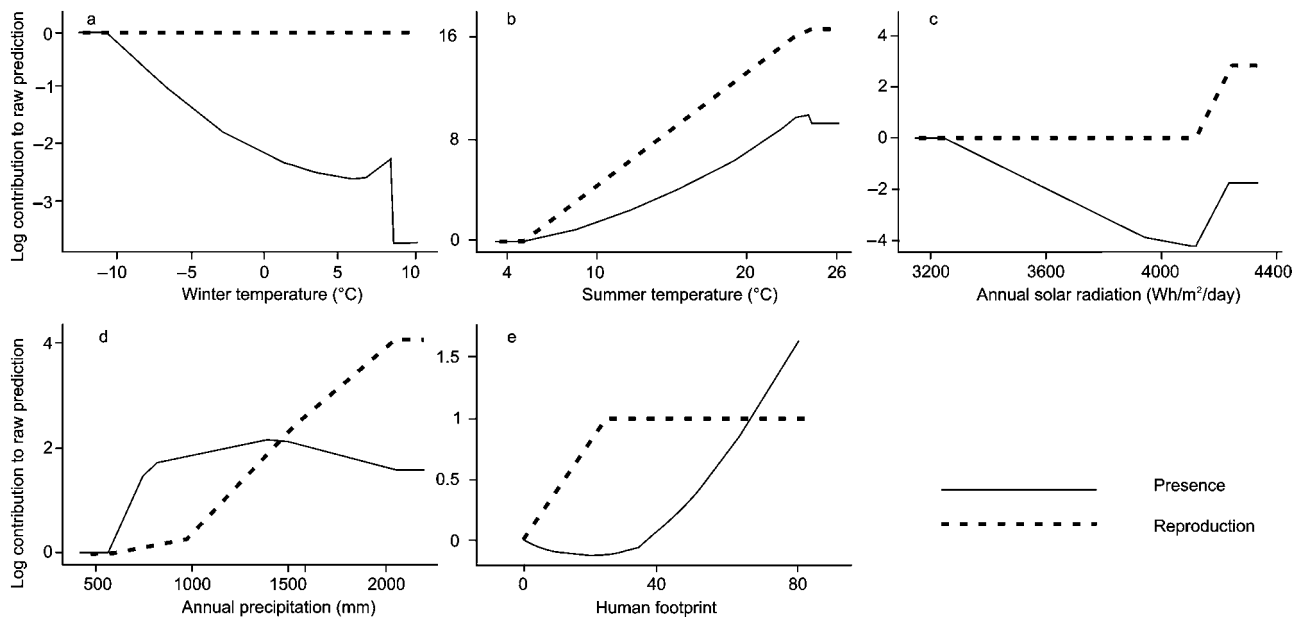 Log contribution to raw prediction
a
0
–1
–2
–3
–10
–5
0
5
10
Winter temperature (°C)
b
16
8
0
4
10
20
26
Summer temperature (°C)
c
4
2
0
–2
–4
3200
3600
4000
4400
Annual solar radiation (Wh/m²/day)
Log contribution to raw prediction
d
4
2
0
500
1000
1500
2000
Annual precipitation (mm)
e
1.5
1
0.5
0
0
40
80
Human footprint
Presence
Reproduction